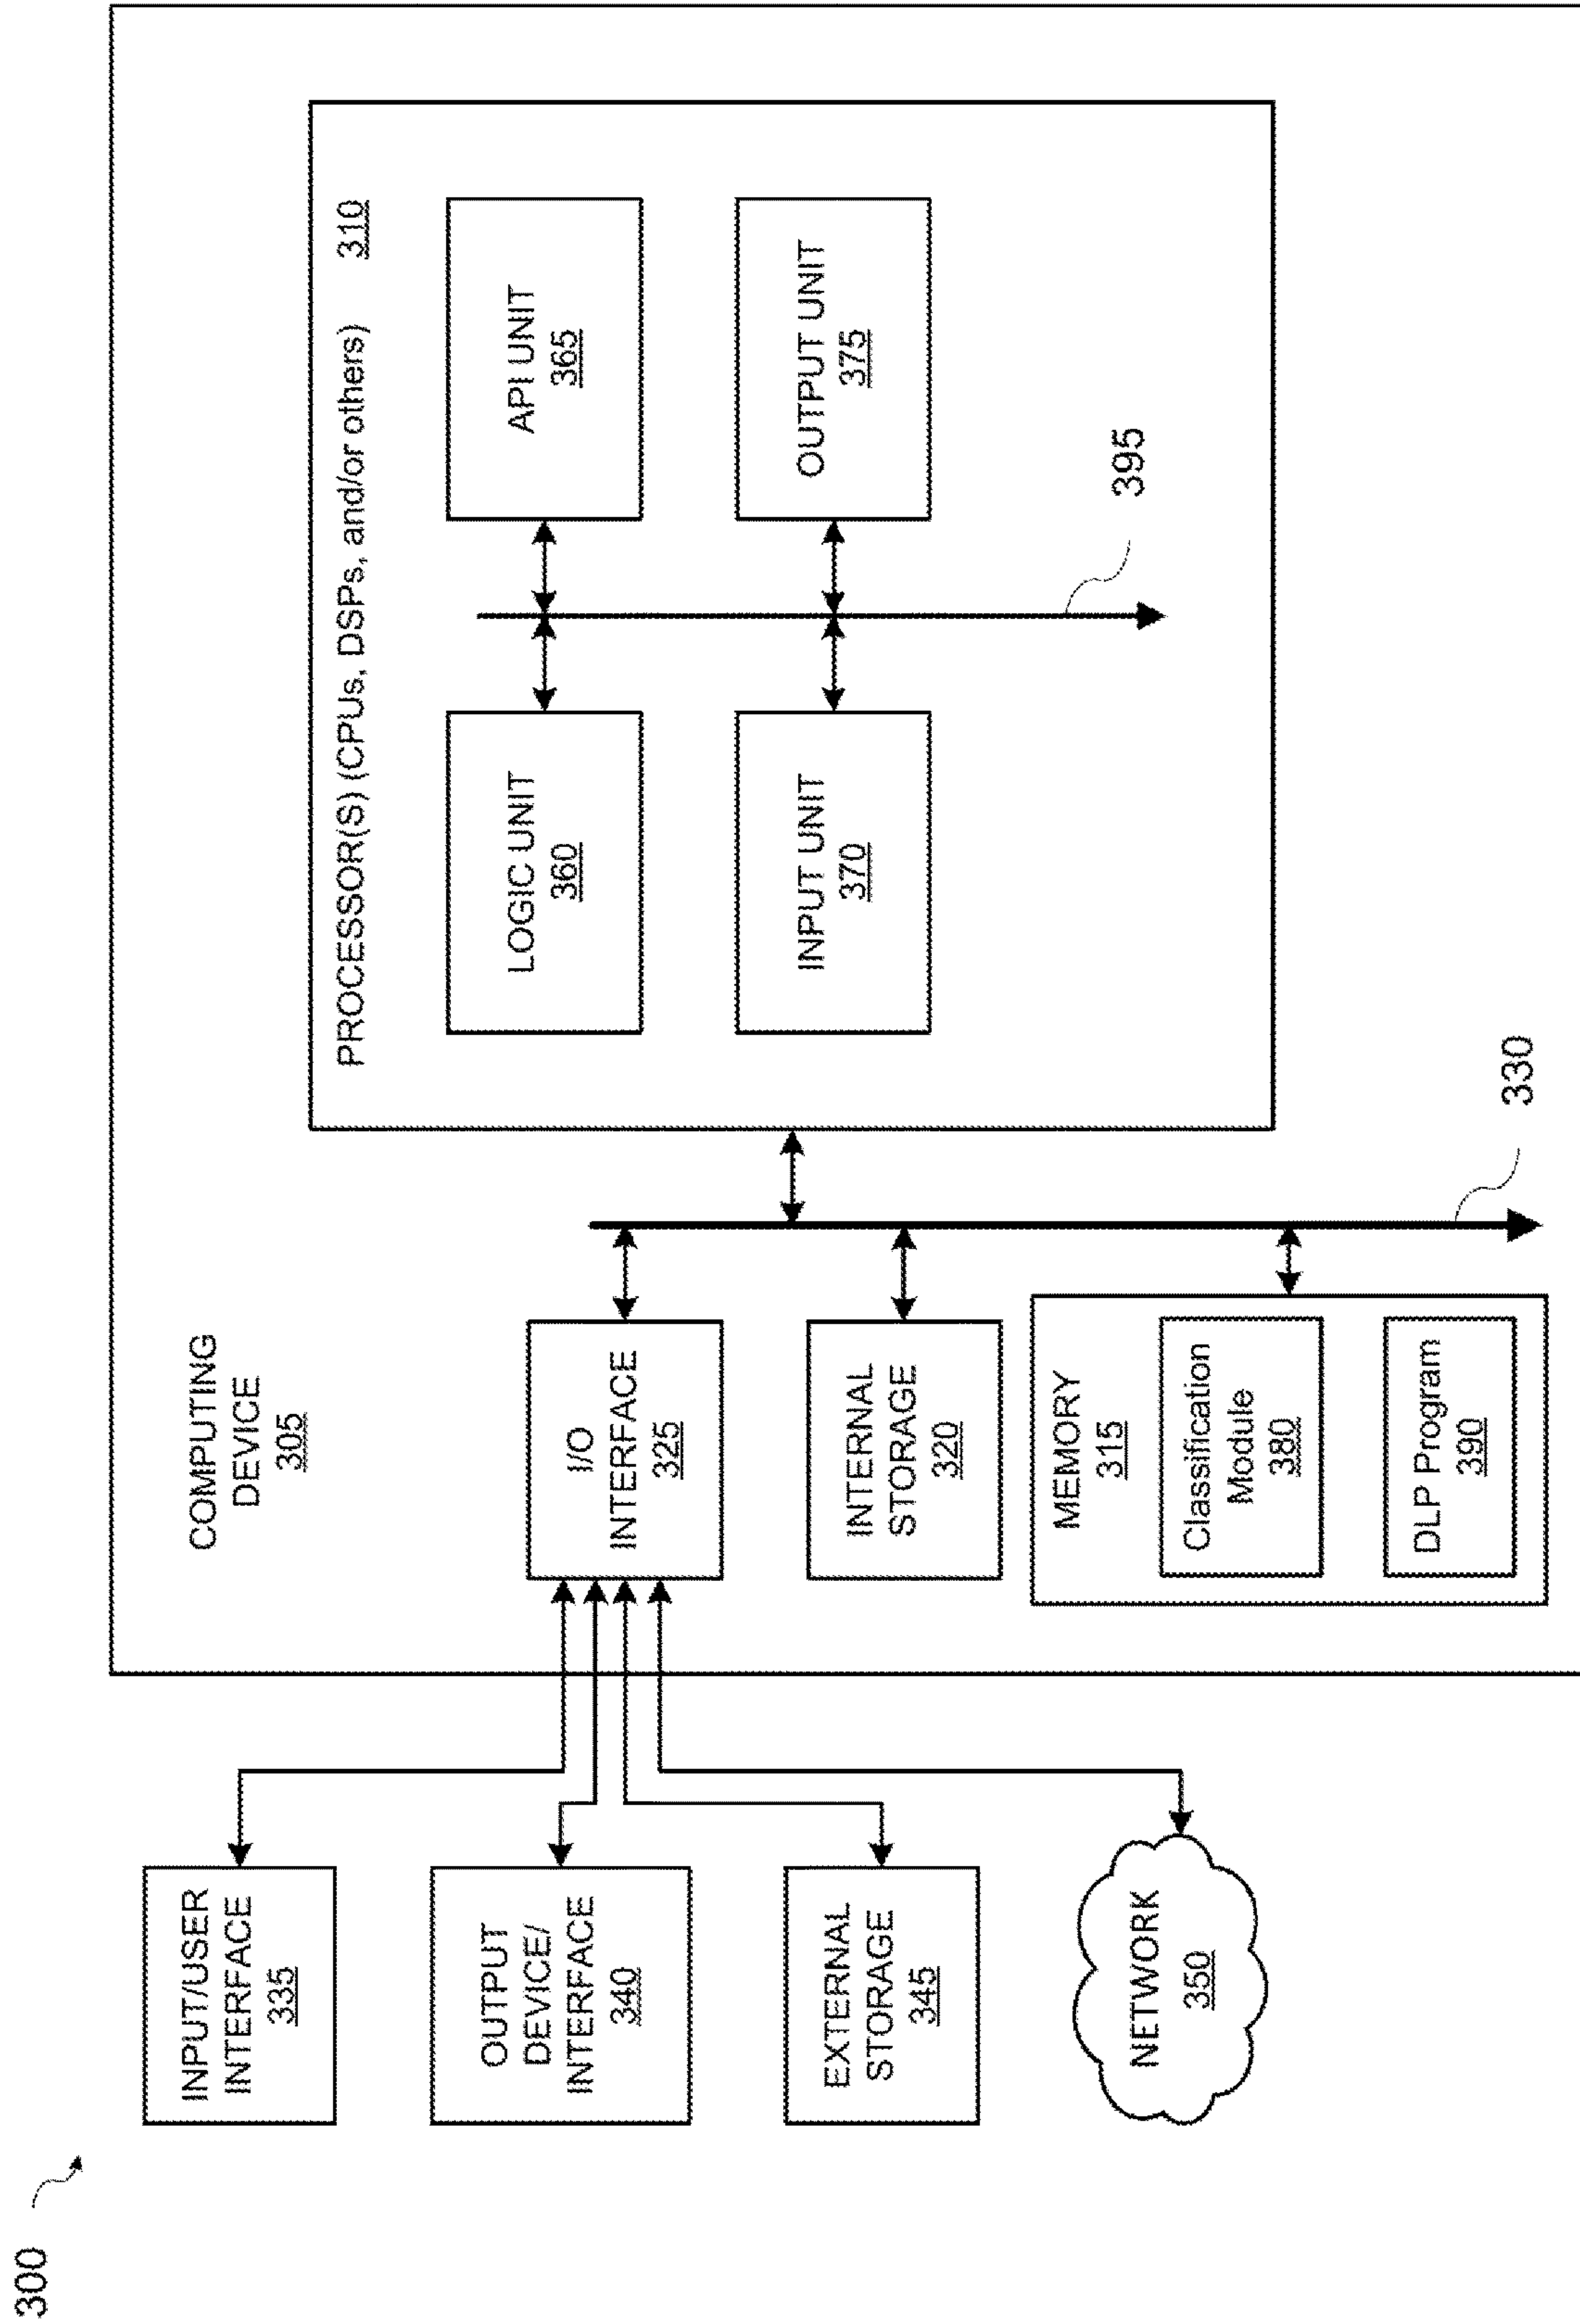 300
INPUT/USER
INTERFACE
335
OUTPUT
DEVICE/
INTERFACE
340
EXTERNAL
STORAGE
345
NETWORK
350
COMPUTING
DEVICE
305
I/O
INTERFACE
325
INTERNAL
STORAGE
320
MEMORY
315
Classification
Module
380
DLP Program
390
330
PROCESSOR(S) (CPUs, DSPs, and/or others) 310
LOGIC UNIT
360
API UNIT
365
INPUT UNIT
370
OUTPUT UNIT
375
395